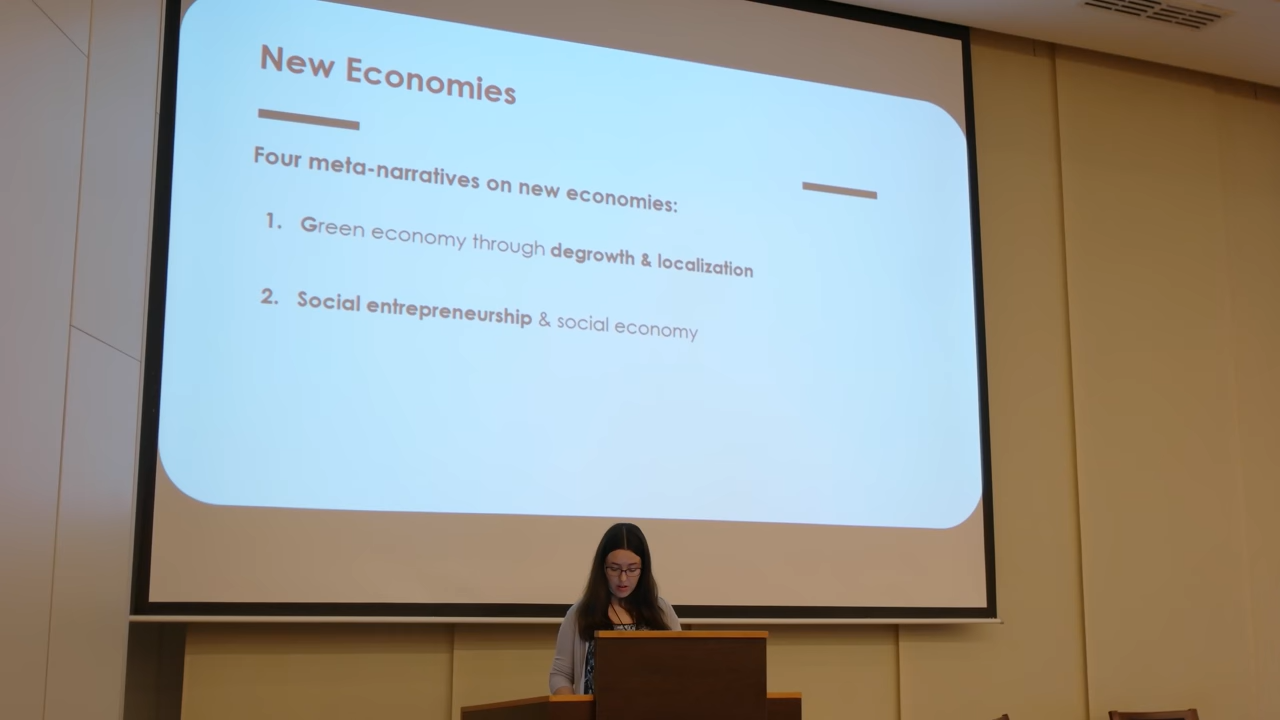 New Economies
Four meta-narratives on new economies:
1. Green economy through degrowth & localization
2. Social entrepreneurship & social economy